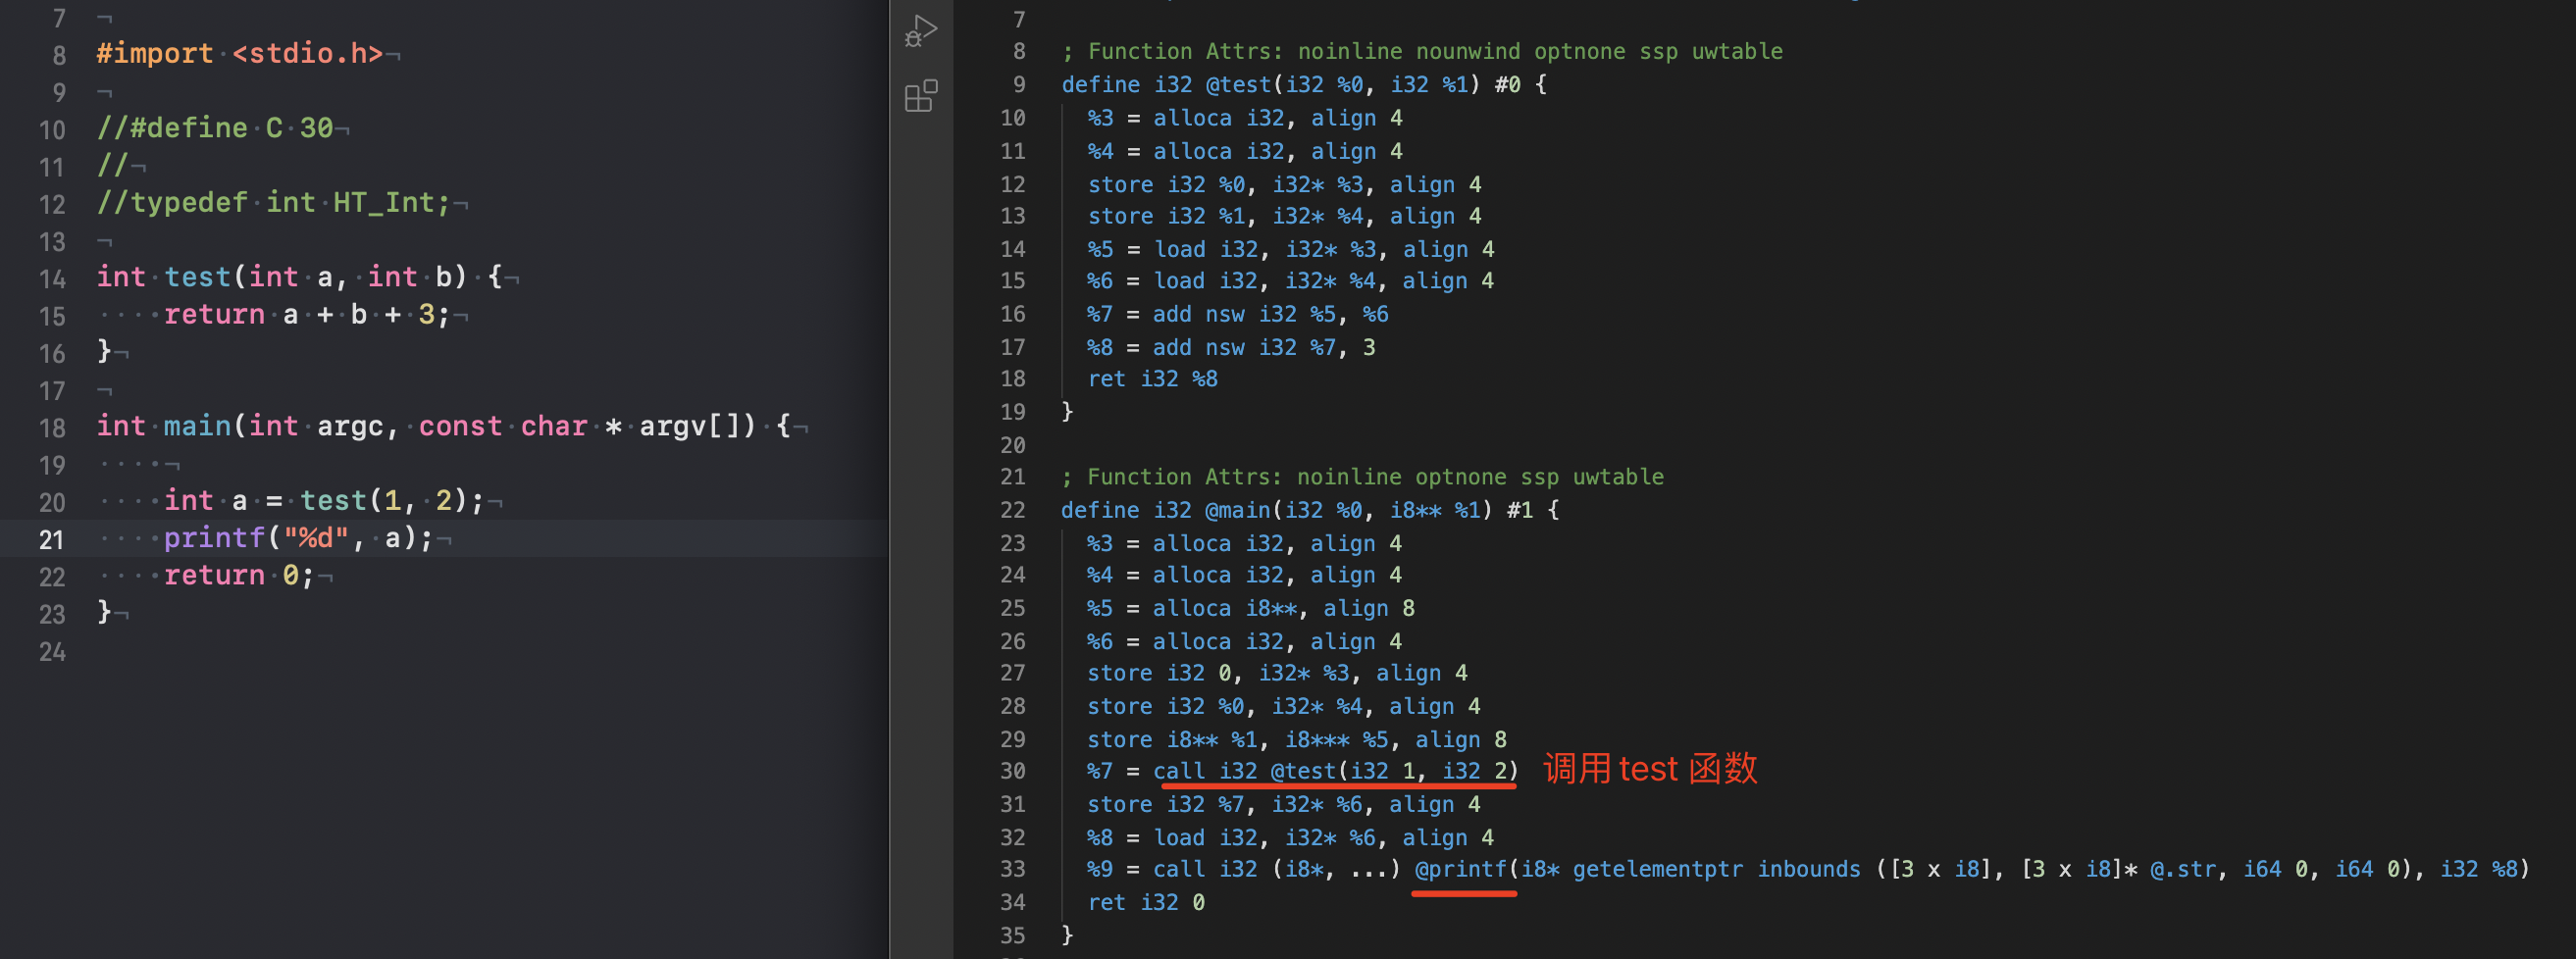 7
8 #import <stdio.h>
9
10 //#define C 30
11 //
12 //typedef int HT_Int;
13
14 int test(int a, int b) {
15     return a + b + 3;
16 }
17
18 int main(int argc, const char * argv[]) {
19
20     int a = test(1, 2);
21     printf("%d", a);
22     return 0;
23 }
24
7
8 ; Function Attrs: noinline nounwind optnone ssp uwtable
9 define i32 @test(i32 %0, i32 %1) #0 {
10   %3 = alloca i32, align 4
11   %4 = alloca i32, align 4
12   store i32 %0, i32* %3, align 4
13   store i32 %1, i32* %4, align 4
14   %5 = load i32, i32* %3, align 4
15   %6 = load i32, i32* %4, align 4
16   %7 = add nsw i32 %5, %6
17   %8 = add nsw i32 %7, 3
18   ret i32 %8
19 }
20
21 ; Function Attrs: noinline optnone ssp uwtable
22 define i32 @main(i32 %0, i8** %1) #1 {
23   %3 = alloca i32, align 4
24   %4 = alloca i32, align 4
25   %5 = alloca i8**, align 8
26   %6 = alloca i32, align 4
27   store i32 0, i32* %3, align 4
28   store i32 %0, i32* %4, align 4
29   store i8** %1, i8*** %5, align 8
30   %7 = call i32 @test(i32 1, i32 2) 调用 test 函数
31   store i32 %7, i32* %6, align 4
32   %8 = load i32, i32* %6, align 4
33   %9 = call i32 (i8*, ...) @printf(i8* getelementptr inbounds ([3 x i8], [3 x i8]* @.str, i64 0, i64 0), i32 %8)
34   ret i32 0
35 }